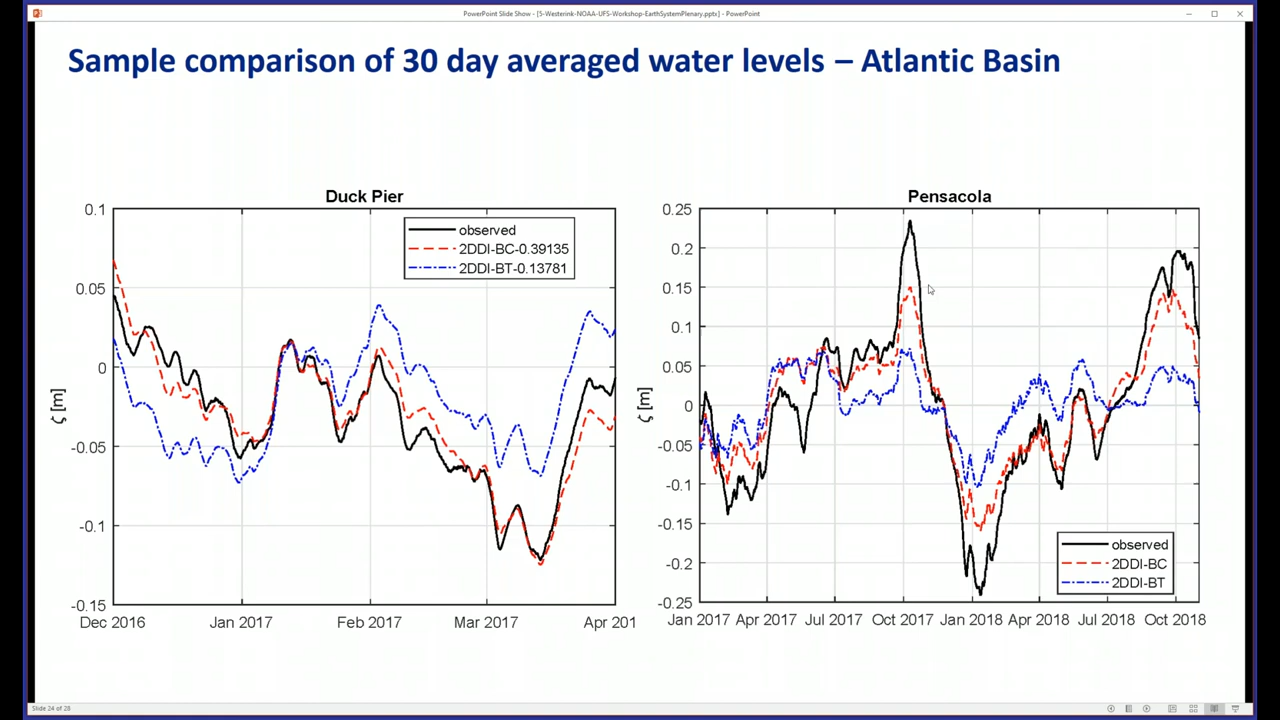 PowerPoint Slide Show - [5-Westerink-NOAA-UFS-Workshop-EarthSystemPlenary.pptx] - PowerPoint
Sample comparison of 30 day averaged water levels – Atlantic Basin
Duck Pier
0.1
0.05
0
-0.05
-0.1
-0.15
ζ [m]
observed
2DDI-BC-0.39135
2DDI-BT-0.13781
Dec 2016 Jan 2017 Feb 2017 Mar 2017 Apr 201
Pensacola
0.25
0.2
0.15
0.1
0.05
0
-0.05
-0.1
-0.15
-0.2
-0.25
ζ [m]
observed
2DDI-BC
2DDI-BT
Jan 2017 Apr 2017 Jul 2017 Oct 2017 Jan 2018 Apr 2018 Jul 2018 Oct 2018
Slide 24 of 28